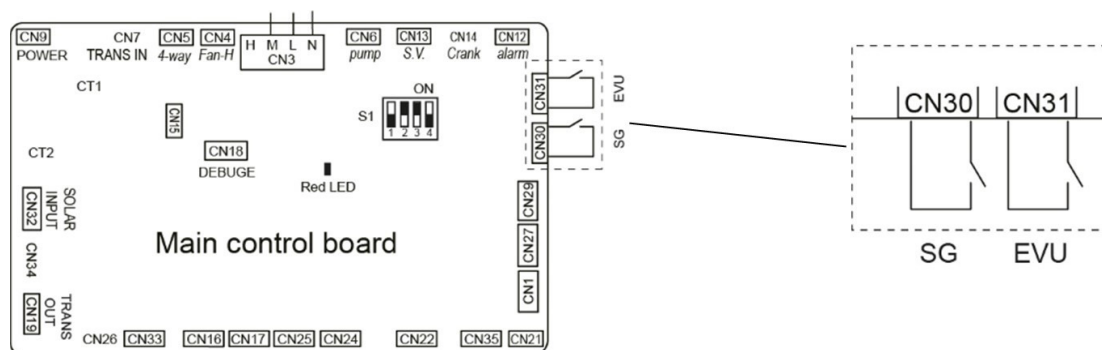 CN9 CN7 CN5 CN4 H M L N CN6 CN13 CN14 CN12
POWER TRANS IN 4-way Fan-H CN3 pump S.V. Crank alarm
CT1
ON
S1
1 2 3 4
CN15
CN31
EVU
CN30
SG
CN30 CN31
SG EVU
CT2
CN18
DEBUGE
Red LED
CN32
SOLAR
INPUT
CN34
CN19
TRANS
OUT
CN29
CN27
CN1
Main control board
CN26 CN33 CN16 CN17 CN25 CN24 CN22 CN35 CN21